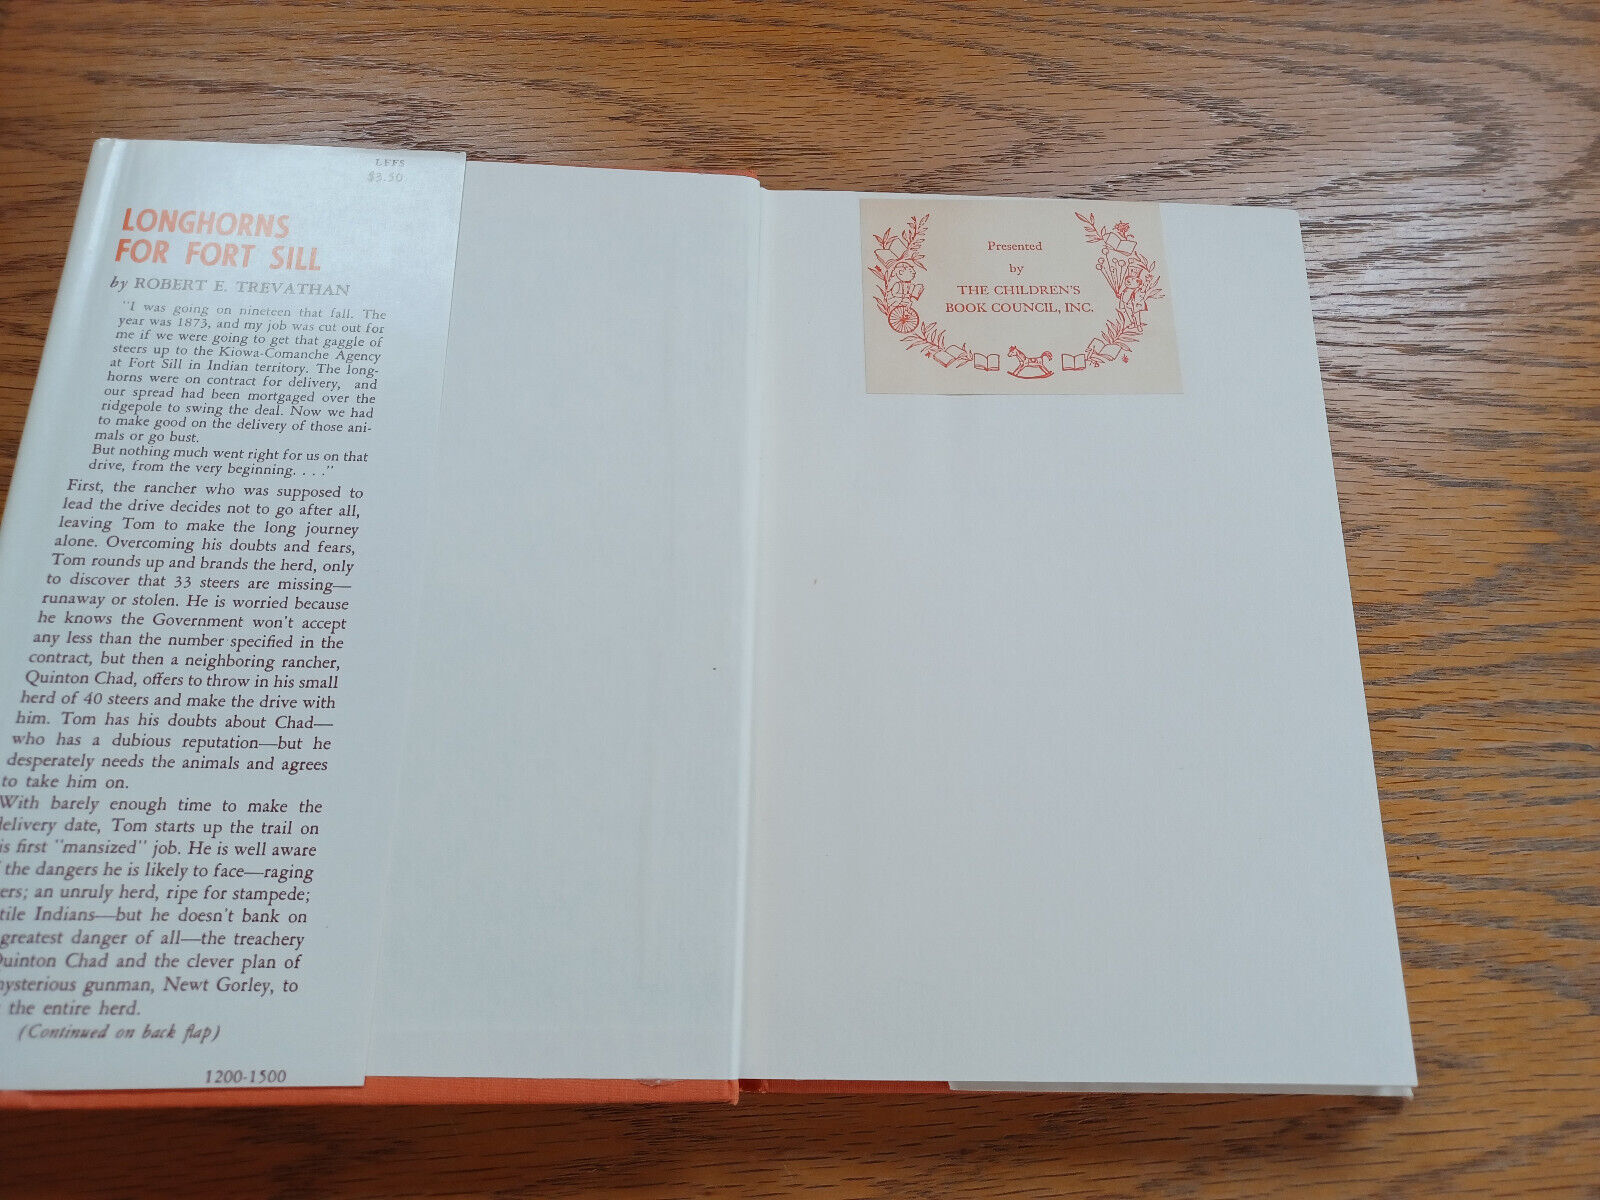 LFFS
$3.50
LONGHORNS
FOR FORT SILL
by ROBERT E. TREVATHAN
"I was going on nineteen that fall. The
year was 1873, and my job was cut out for
me if we were going to get that gaggle of
steers up to the Kiowa-Comanche Agency
at Fort Sill in Indian territory. The long-
horns were on contract for delivery, and
our spread had been mortgaged over the
ridgepole to swing the deal. Now we had
to make good on the delivery of those ani-
mals or go bust.
But nothing much went right for us on that
drive, from the very beginning. . . ."
First, the rancher who was supposed to
lead the drive decides not to go after all,
leaving Tom to make the long journey
alone. Overcoming his doubts and fears,
Tom rounds up and brands the herd, only
to discover that 33 steers are missing—
runaway or stolen. He is worried because
he knows the Government won't accept
any less than the number specified in the
contract, but then a neighboring rancher,
Quinton Chad, offers to throw in his small
herd of 40 steers and make the drive with
him. Tom has his doubts about Chad—
who has a dubious reputation—but he
desperately needs the animals and agrees
to take him on.
With barely enough time to make the
delivery date, Tom starts up the trail on
is first "mansized" job. He is well aware
the dangers he is likely to face—raging
ers; an unruly herd, ripe for stampede;
tile Indians—but he doesn't bank on
greatest danger of all—the treachery
Quinton Chad and the clever plan of
mysterious gunman, Newt Gorley, to
the entire herd.
(Continued on back flap)
1200-1500
Presented
by
THE CHILDREN'S
BOOK COUNCIL, INC.